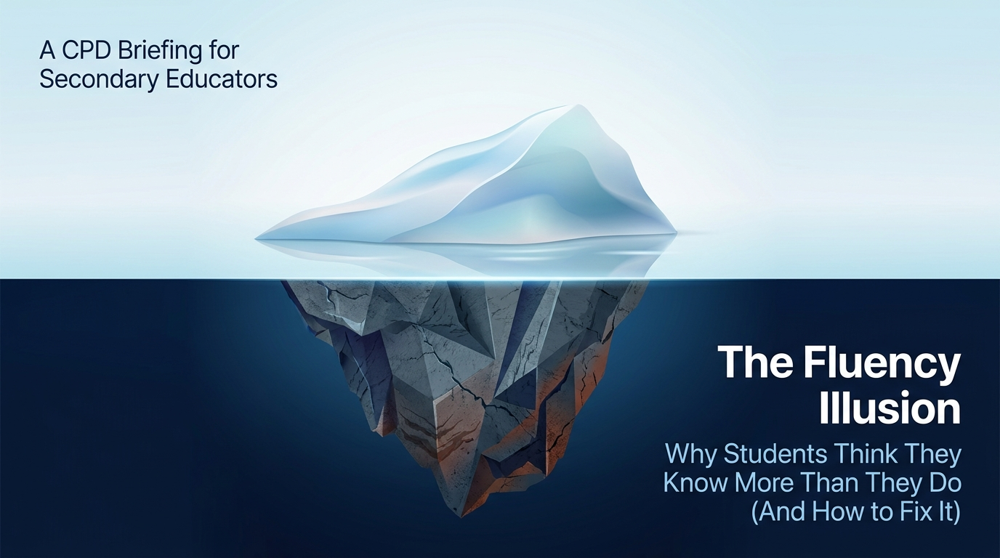 A CPD Briefing for
Secondary Educators
The Fluency
Illusion
Why Students Think They
Know More Than They Do
(And How to Fix It)